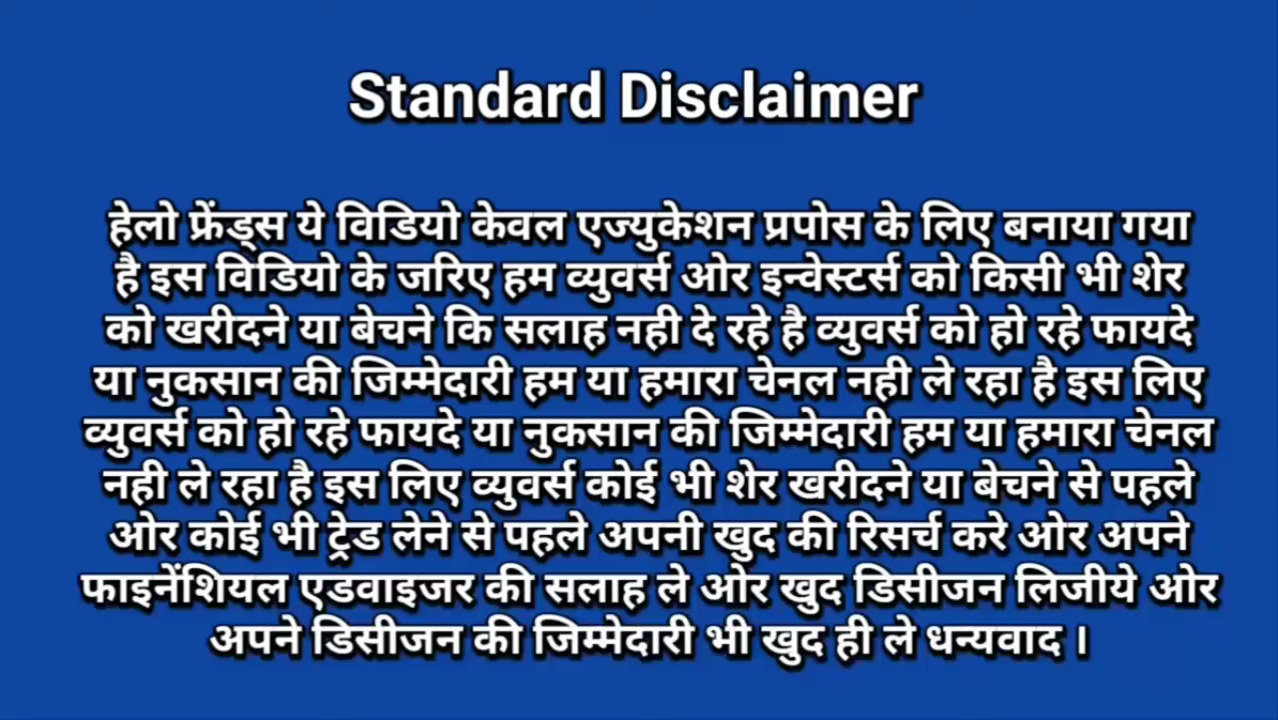 Standard Disclaimer
हेलो फ्रेंड्स ये विडियो केवल एज्युकेशन प्रपोस के लिए बनाया गया
है इस विडियो के जरिए हम व्युवर्स ओर इन्वेस्टर्स को किसी भी शेर
को खरीदने या बेचने कि सलाह नही दे रहे है व्युवर्स को हो रहे फायदे
या नुकसान की जिम्मेदारी हम या हमारा चेनल नही ले रहा है इस लिए
व्युवर्स को हो रहे फायदे या नुकसान की जिम्मेदारी हम या हमारा चेनल
नही ले रहा है इस लिए व्युवर्स कोई भी शेर खरीदने या बेचने से पहले
ओर कोई भी ट्रेड लेने से पहले अपनी खुद की रिसर्च करे ओर अपने
फाइनेंशियल एडवाइजर की सलाह ले ओर खुद डिसीजन लिजीये ओर
अपने डिसीजन की जिम्मेदारी भी खुद ही ले धन्यवाद ।